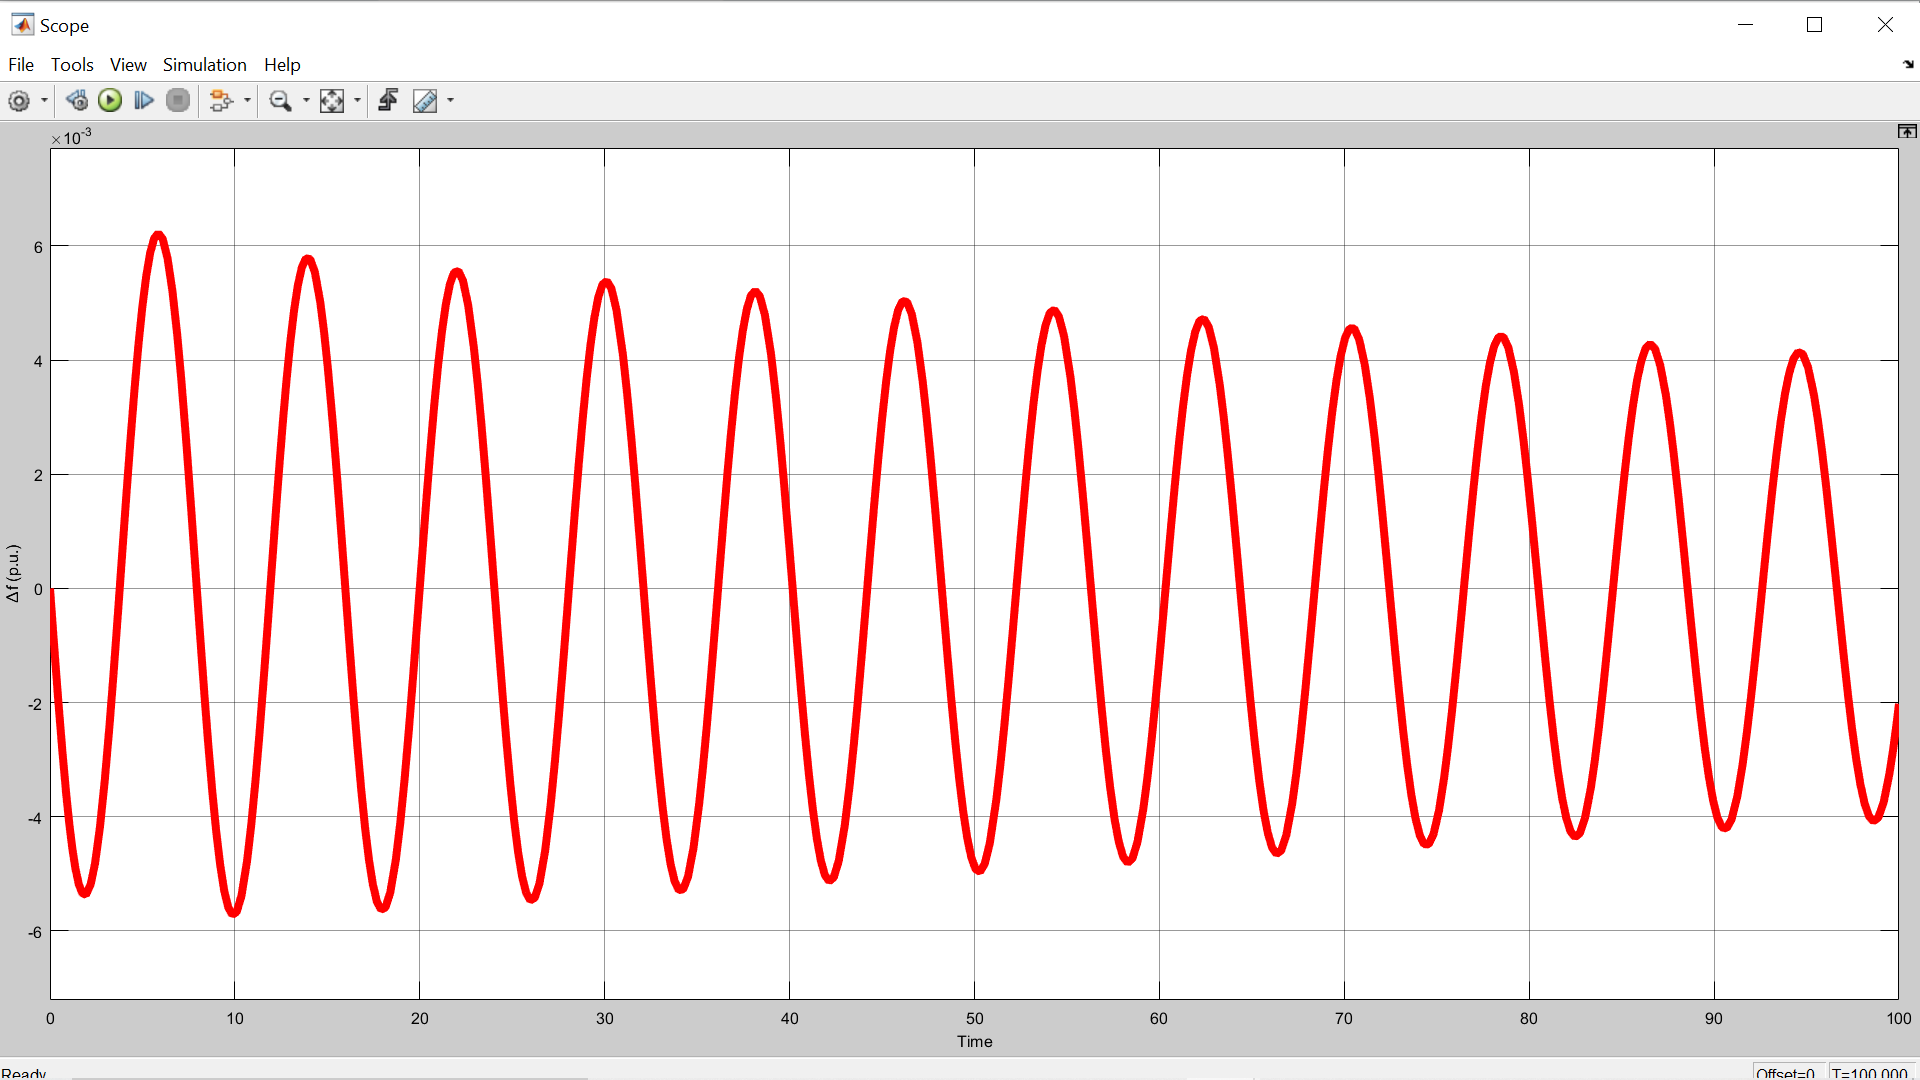 Scope
File Tools View Simulation Help
×10-3
6
4
2
0
-2
-4
-6
Δf (p.u.)
0 10 20 30 40 50 60 70 80 90 100
Time
Ready
Offset=0 T=100.000